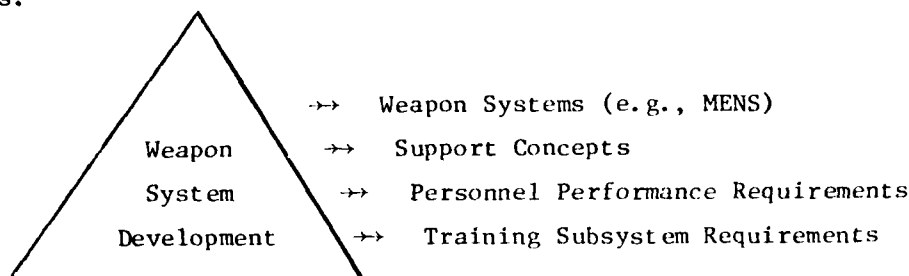 s.
→→ Weapon Systems (e.g., MENS)
Weapon →→ Support Concepts
System →→ Personnel Performance Requirements
Development →→ Training Subsystem Requirements